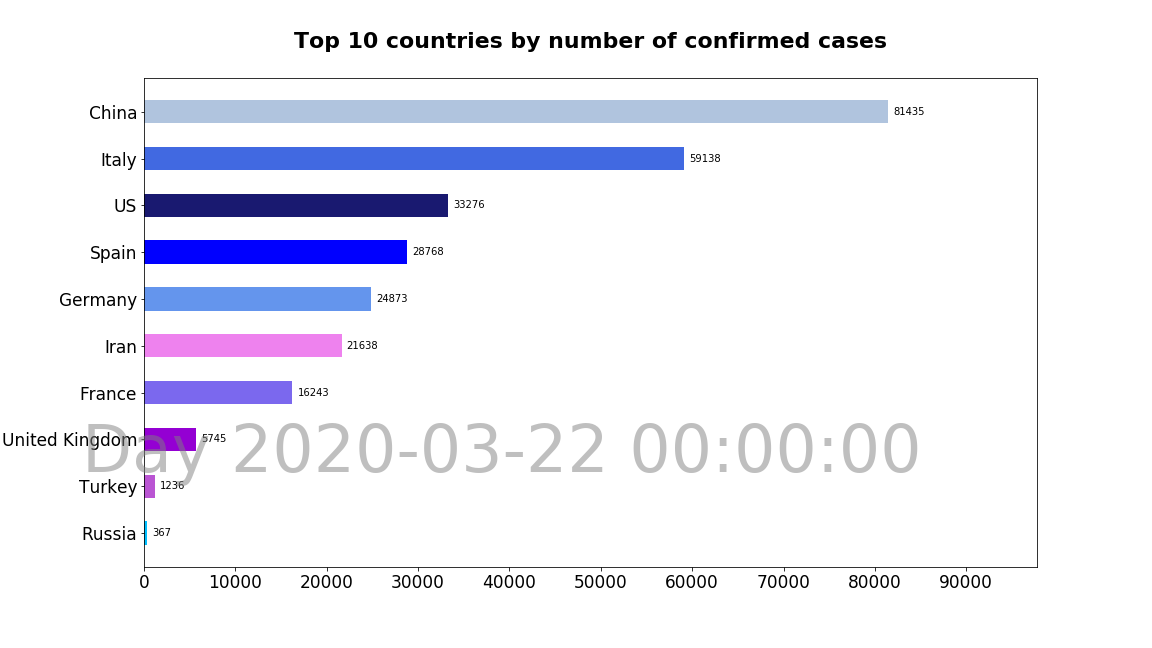 Top 10 countries by number of confirmed cases
China 81435
Italy 59138
US 33276
Spain 28768
Germany 24873
Iran 21638
France 16243
United Kingdom 5745
Day 2020-03-22 00:00:00
Turkey 1236
Russia 367
0 10000 20000 30000 40000 50000 60000 70000 80000 90000